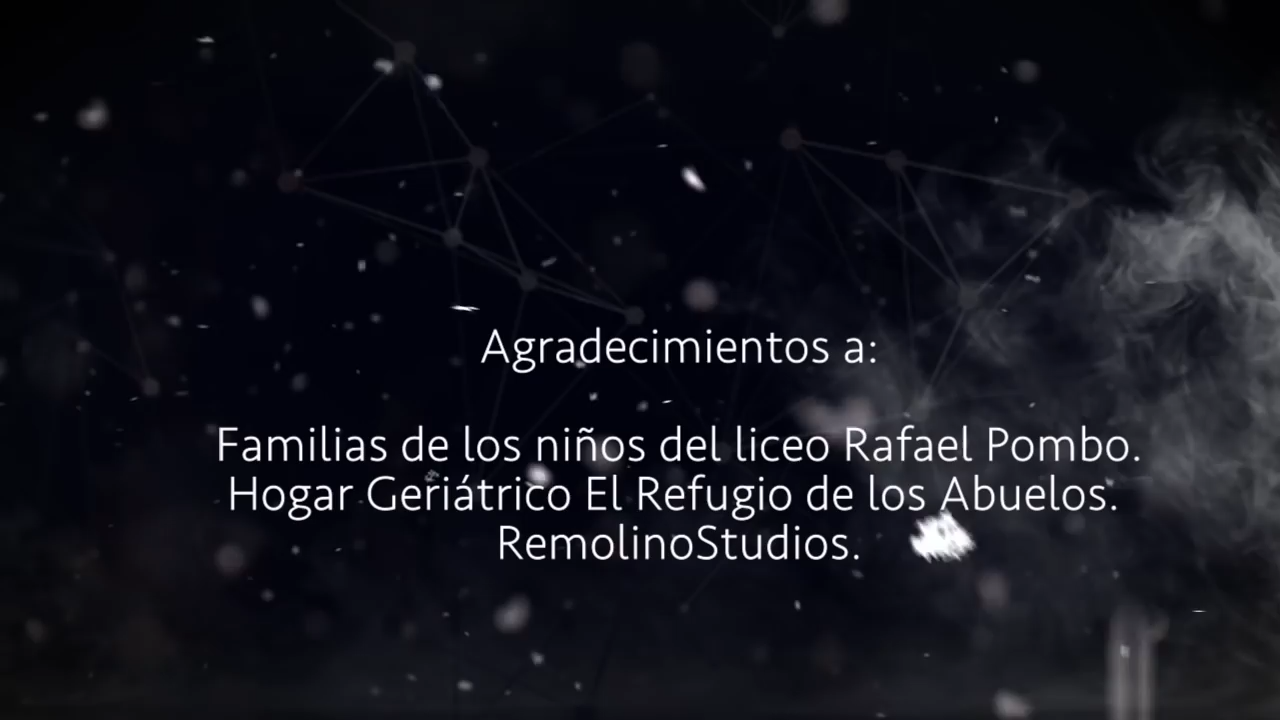 Agradecimientos a:
Familias de los niños del liceo Rafael Pombo.
Hogar Geriátrico El Refugio de los Abuelos.
RemolinoStudios.